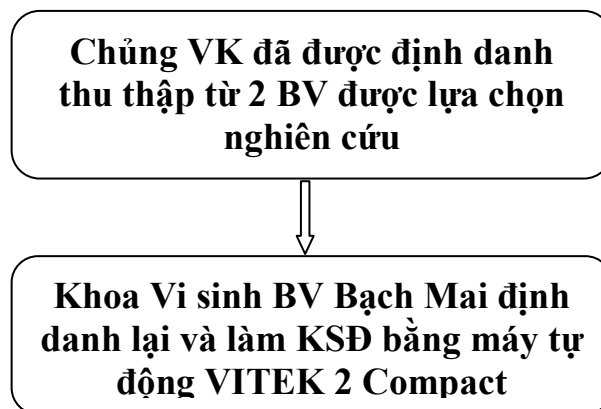 Chủng VK đã được định danh
thu thập từ 2 BV được lựa chọn
nghiên cứu
Khoa Vi sinh BV Bạch Mai định
danh lại và làm KSĐ bằng máy tự
động VITEK 2 Compact